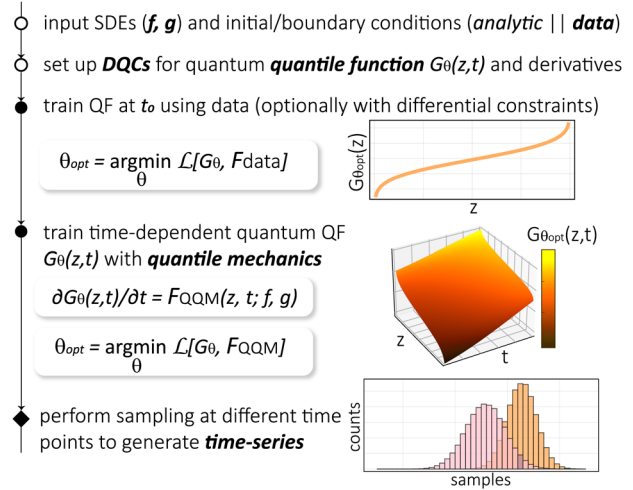 input SDEs (f, g) and initial/boundary conditions (analytic || data)
set up DQCs for quantum quantile function Gθ(z,t) and derivatives
train QF at t₀ using data (optionally with differential constraints)
θopt = argmin L[Gθ, Fdata]
θ
Gθopt(z)
z
train time-dependent quantum QF
Gθ(z,t) with quantile mechanics
∂Gθ(z,t)/∂t = FQQM(z, t; f, g)
θopt = argmin L[Gθ, FQQM]
θ
Gθopt(z,t)
z
t
perform sampling at different time
points to generate time-series
counts
samples